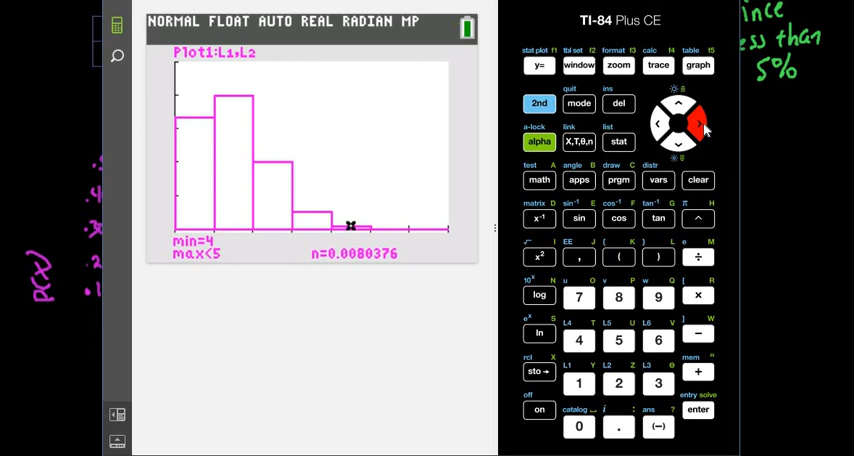 NORMAL FLOAT AUTO REAL RADIAN MP
Plot1:L1,L2
min=4
max<5
n=0.0080376
P(X)
ince
ess than
5%
TI-84 Plus CE
stat plot f1 tbl set f2 format f3 calc f4 table f5
y= window zoom trace graph
quit ins
2nd mode del
a-lock link list
alpha X,T,θ,n stat
test A angle B draw C distr
math apps prgm vars clear
matrix D sin⁻¹ E cos⁻¹ F tan⁻¹ G π H
x⁻¹ sin cos tan ^
√ I EE J { K } L e M
x² , ( ) ÷
10ˣ N u O v P w Q [ R
log 7 8 9 ×
eˣ S L4 T L5 U L6 V ] W
ln 4 5 6 −
rcl X L1 Y L2 Z L3 θ mem "
sto→ 1 2 3 +
off catalog i : ans ? entry solve
on 0 . (−) enter